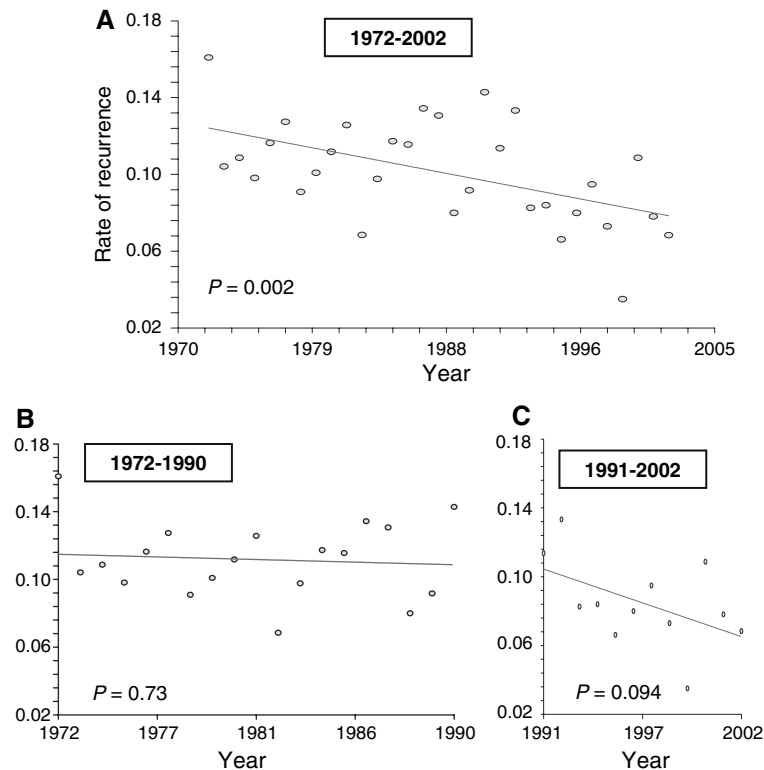 A
1972-2002
0.18
0.14
0.10
0.06
0.02
Rate of recurrence
P = 0.002
1970 1979 1988 1996 2005
Year
B
1972-1990
0.18
0.14
0.10
0.06
0.02
P = 0.73
1972 1977 1981 1986 1990
Year
C
1991-2002
0.18
0.14
0.10
0.06
0.02
P = 0.094
1991 1997 2002
Year